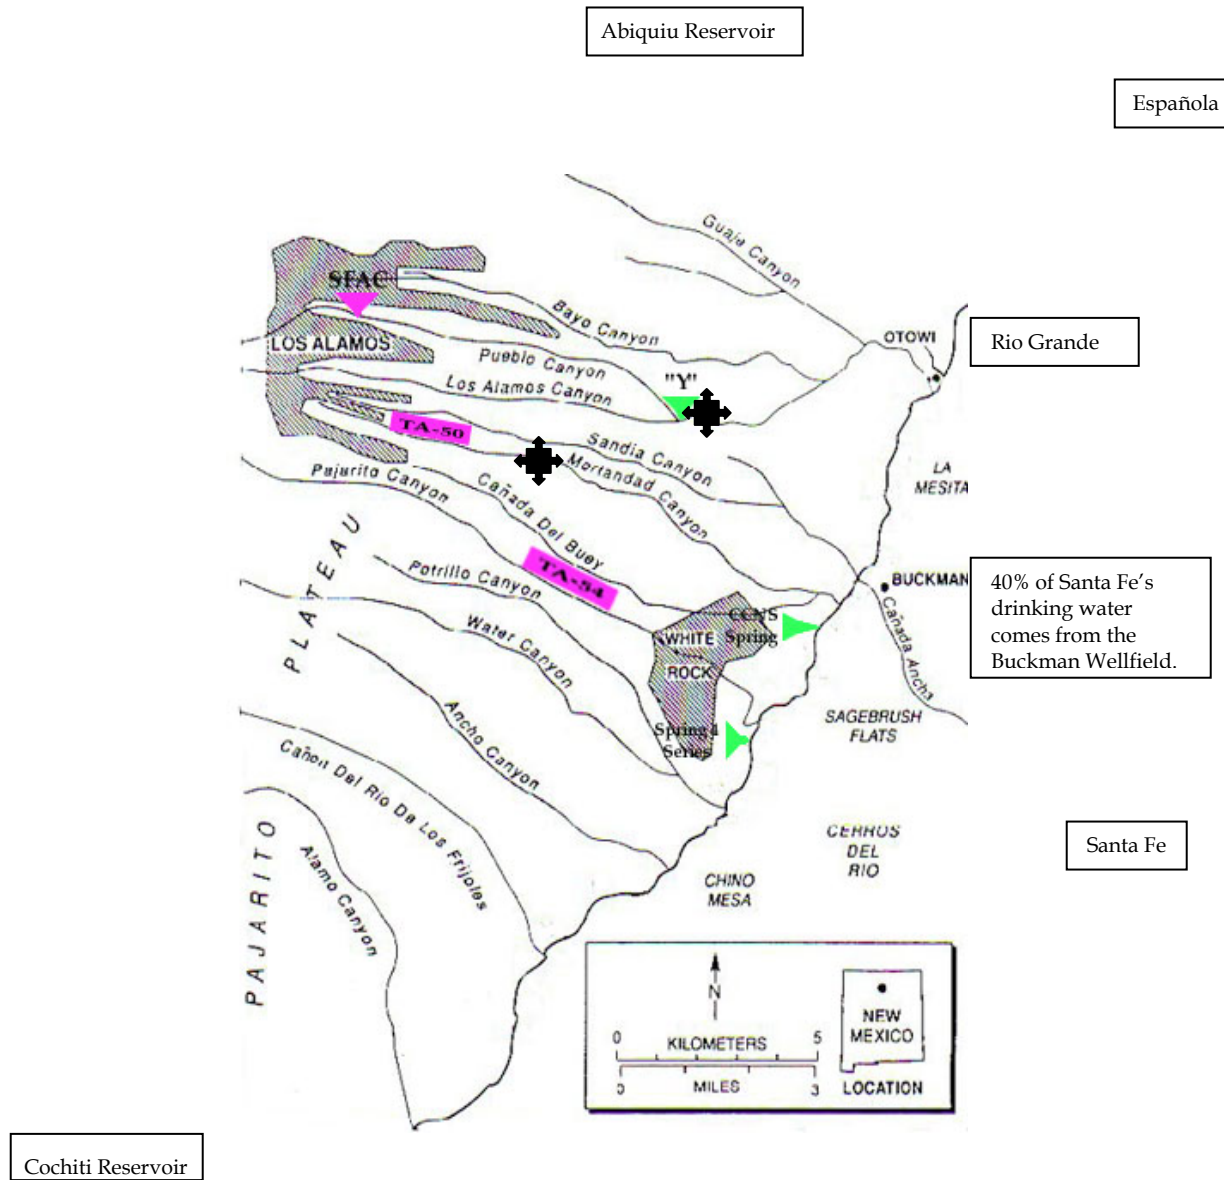 Abiquiu Reservoir
Española
Guaje Canyon
SFAC
Bayo Canyon
OTOWI
Rio Grande
LOS ALAMOS
Pueblo Canyon
"Y"
Los Alamos Canyon
TA-50
Sandia Canyon
Mortandad Canyon
LA
MESITA
Pajarito Canyon
Cañada Del Buey
TA-54
Potrillo Canyon
BUCKMAN
Cañada Ancha
40% of Santa Fe's
drinking water
comes from the
Buckman Wellfield.
Water Canyon
WHITE
ROCK
CCNS
Spring
Spring 4
Series
SAGEBRUSH
FLATS
Ancho Canyon
Cañon Del Rio De Los Frijoles
Alamo Canyon
PAJARITO
PLATEAU
CERROS
DEL
RIO
Santa Fe
CHINO
MESA
N
0 KILOMETERS 5
0 MILES 3
NEW
MEXICO
LOCATION
Cochiti Reservoir